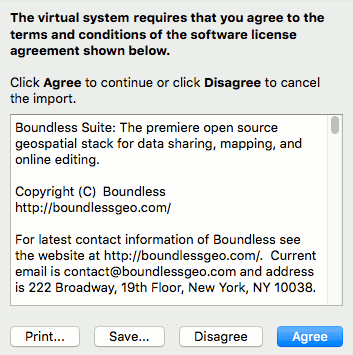 The virtual system requires that you agree to the
terms and conditions of the software license
agreement shown below.
Click Agree to continue or click Disagree to cancel
the import.
Boundless Suite: The premiere open source
geospatial stack for data sharing, mapping, and
online editing.
Copyright (C)  Boundless
http://boundlessgeo.com/
For latest contact information of Boundless see
the website at http://boundlessgeo.com/.  Current
email is contact@boundlessgeo.com and address
is 222 Broadway, 19th Floor, New York, NY 10038.
Print... Save... Disagree Agree